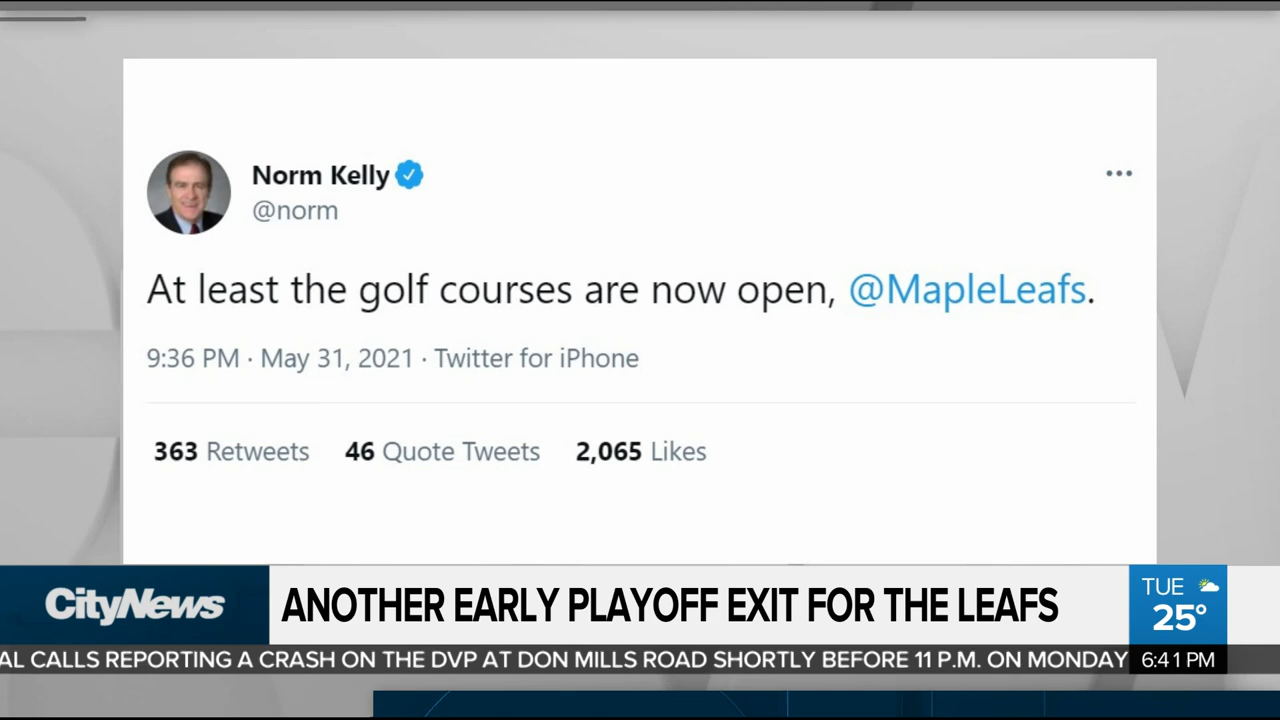 Norm Kelly
@norm
At least the golf courses are now open, @MapleLeafs.
9:36 PM · May 31, 2021 · Twitter for iPhone
363 Retweets 46 Quote Tweets 2,065 Likes
CityNews
ANOTHER EARLY PLAYOFF EXIT FOR THE LEAFS
TUE
25°
AL CALLS REPORTING A CRASH ON THE DVP AT DON MILLS ROAD SHORTLY BEFORE 11 P.M. ON MONDAY
6:41 PM